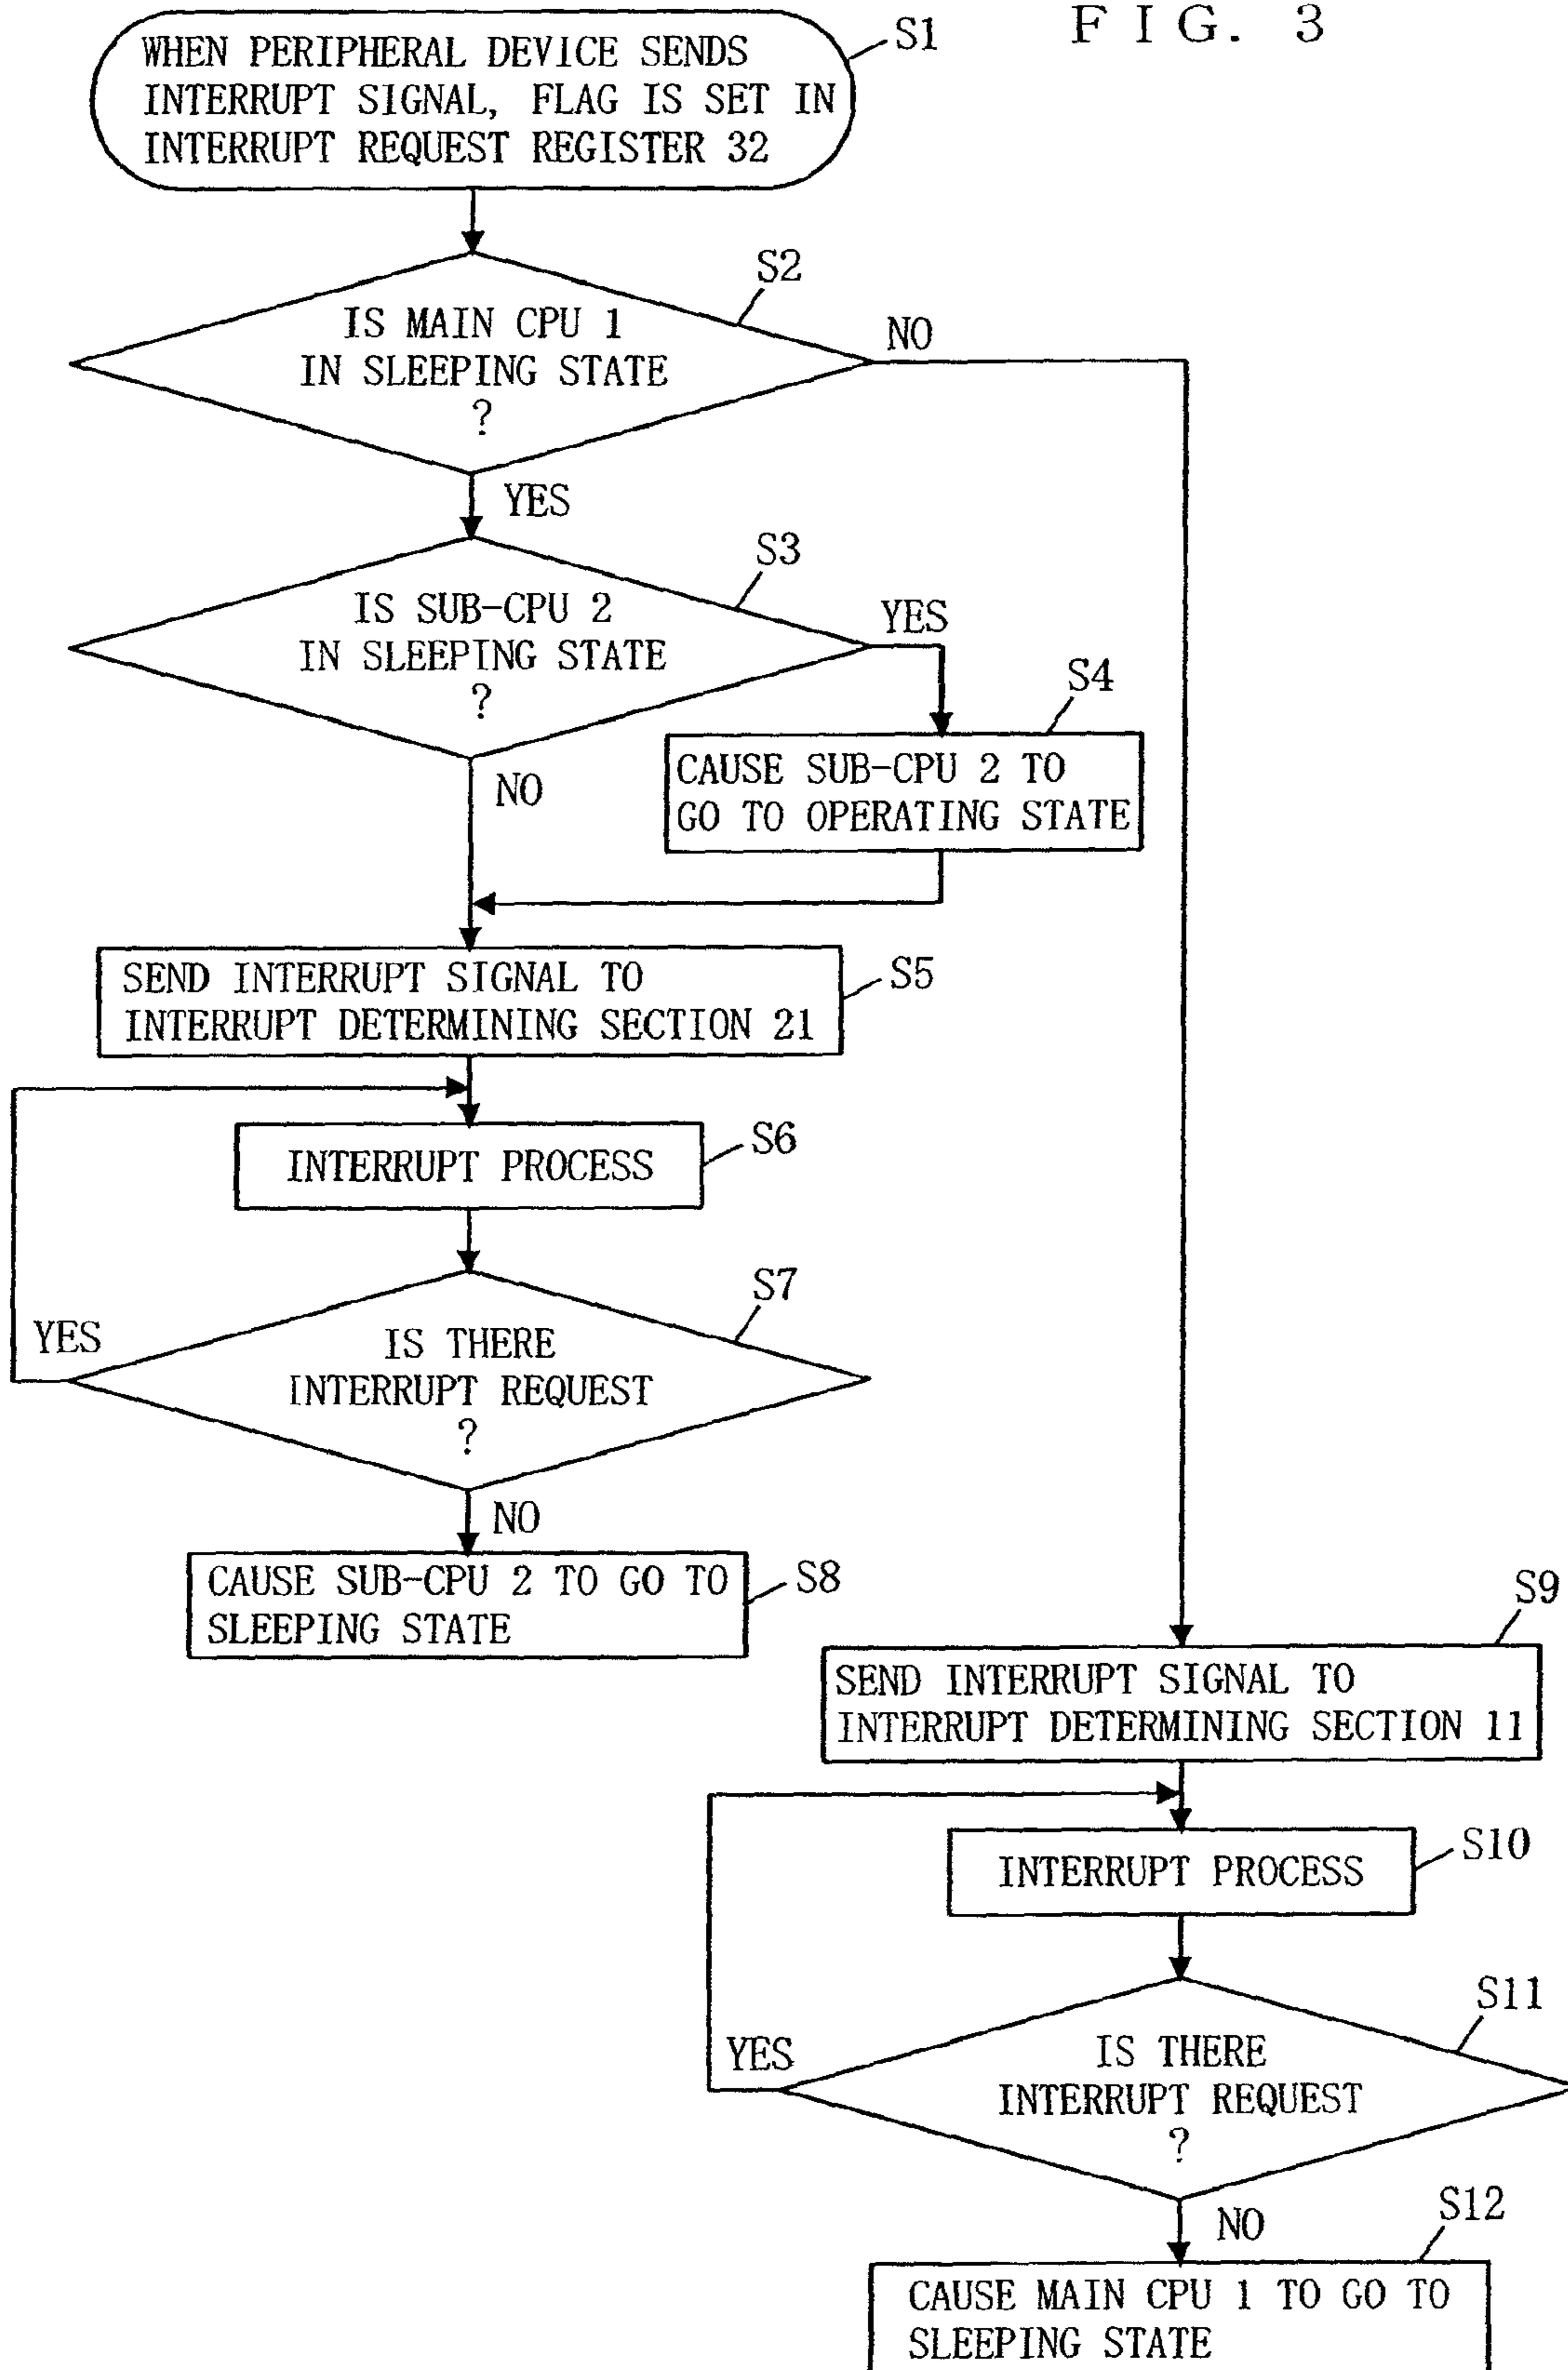 FIG. 3
WHEN PERIPHERAL DEVICE SENDS
INTERRUPT SIGNAL, FLAG IS SET IN
INTERRUPT REQUEST REGISTER 32
S1
S2
IS MAIN CPU 1
IN SLEEPING STATE
?
NO
YES
S3
IS SUB-CPU 2
IN SLEEPING STATE
?
YES
NO
S4
CAUSE SUB-CPU 2 TO
GO TO OPERATING STATE
SEND INTERRUPT SIGNAL TO
INTERRUPT DETERMINING SECTION 21
S5
INTERRUPT PROCESS
S6
S7
IS THERE
INTERRUPT REQUEST
?
YES
NO
CAUSE SUB-CPU 2 TO GO TO
SLEEPING STATE
S8
S9
SEND INTERRUPT SIGNAL TO
INTERRUPT DETERMINING SECTION 11
INTERRUPT PROCESS
S10
S11
IS THERE
INTERRUPT REQUEST
?
YES
NO
S12
CAUSE MAIN CPU 1 TO GO TO
SLEEPING STATE